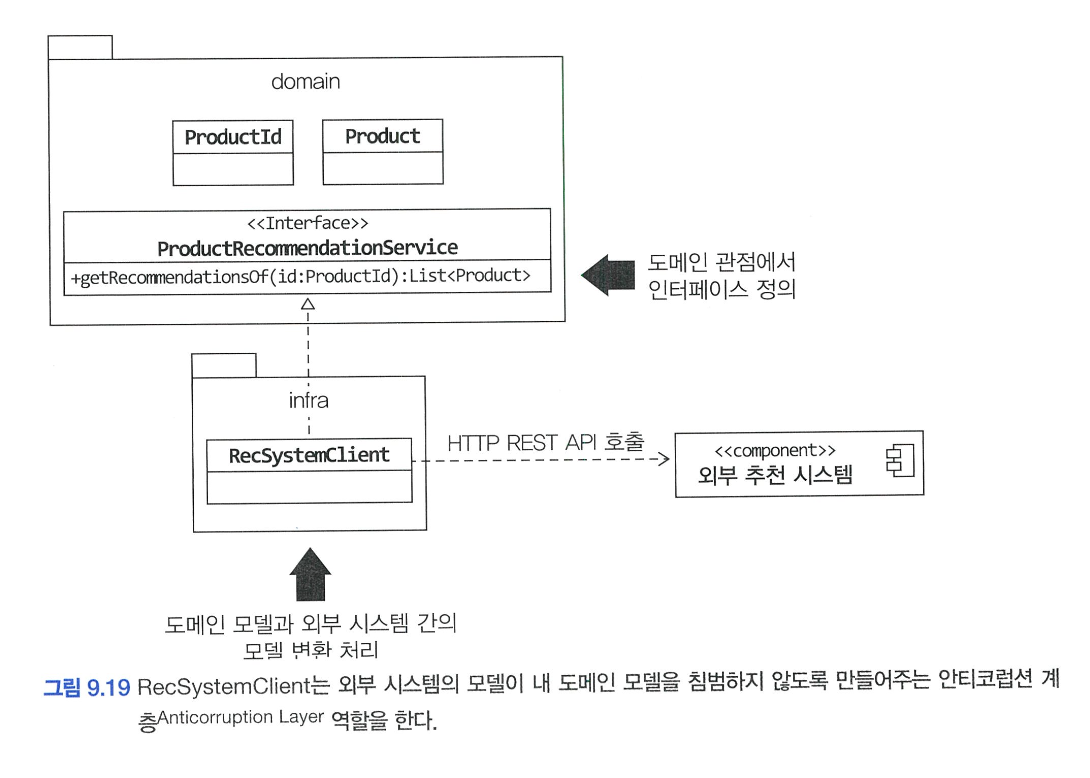 domain
ProductId
Product
<<Interface>>
ProductRecommendationService
+getRecommendationsOf(id:ProductId):List<Product>
도메인 관점에서
인터페이스 정의
infra
RecSystemClient
HTTP REST API 호출
<<component>>
외부 추천 시스템
도메인 모델과 외부 시스템 간의
모델 변환 처리
그림 9.19 RecSystemClient는 외부 시스템의 모델이 내 도메인 모델을 침범하지 않도록 만들어주는 안티코럽션 계
층Anticorruption Layer 역할을 한다.